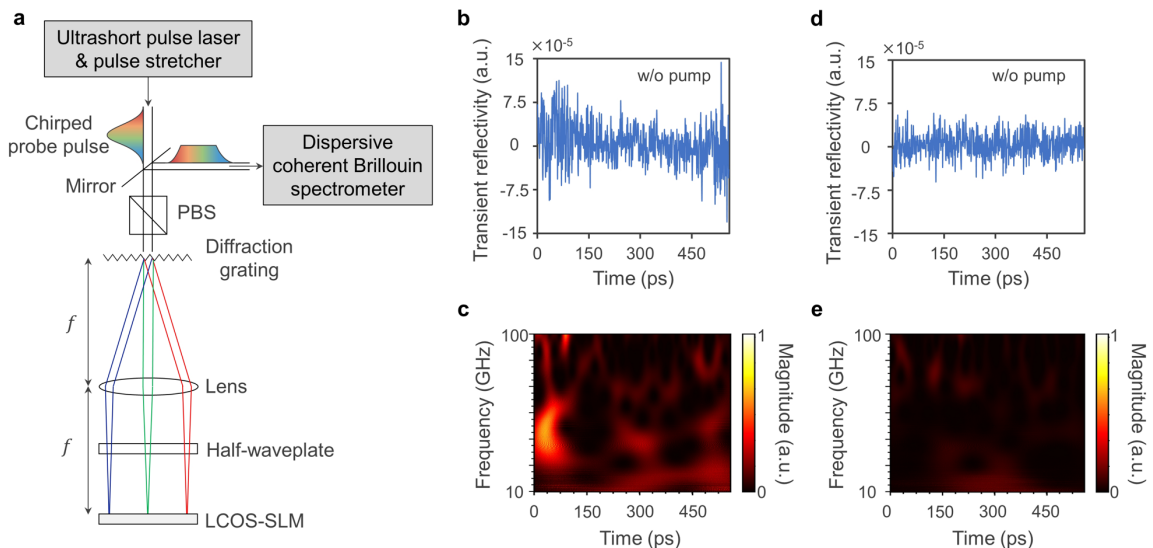 a
Ultrashort pulse laser
& pulse stretcher
Chirped
probe pulse
Mirror
Dispersive
coherent Brillouin
spectrometer
PBS
Diffraction
grating
f
Lens
f
Half-waveplate
LCOS-SLM
b
×10-5
Transient reflectivity (a.u.)
15
7.5
0
-7.5
-15
w/o pump
0 150 300 450
Time (ps)
c
Frequency (GHz)
100
10
0 150 300 450
Time (ps)
1
0
Magnitude (a.u.)
d
×10-5
Transient reflectivity (a.u.)
15
7.5
0
-7.5
-15
w/o pump
0 150 300 450
Time (ps)
e
Frequency (GHz)
100
10
0 150 300 450
Time (ps)
1
0
Magnitude (a.u.)